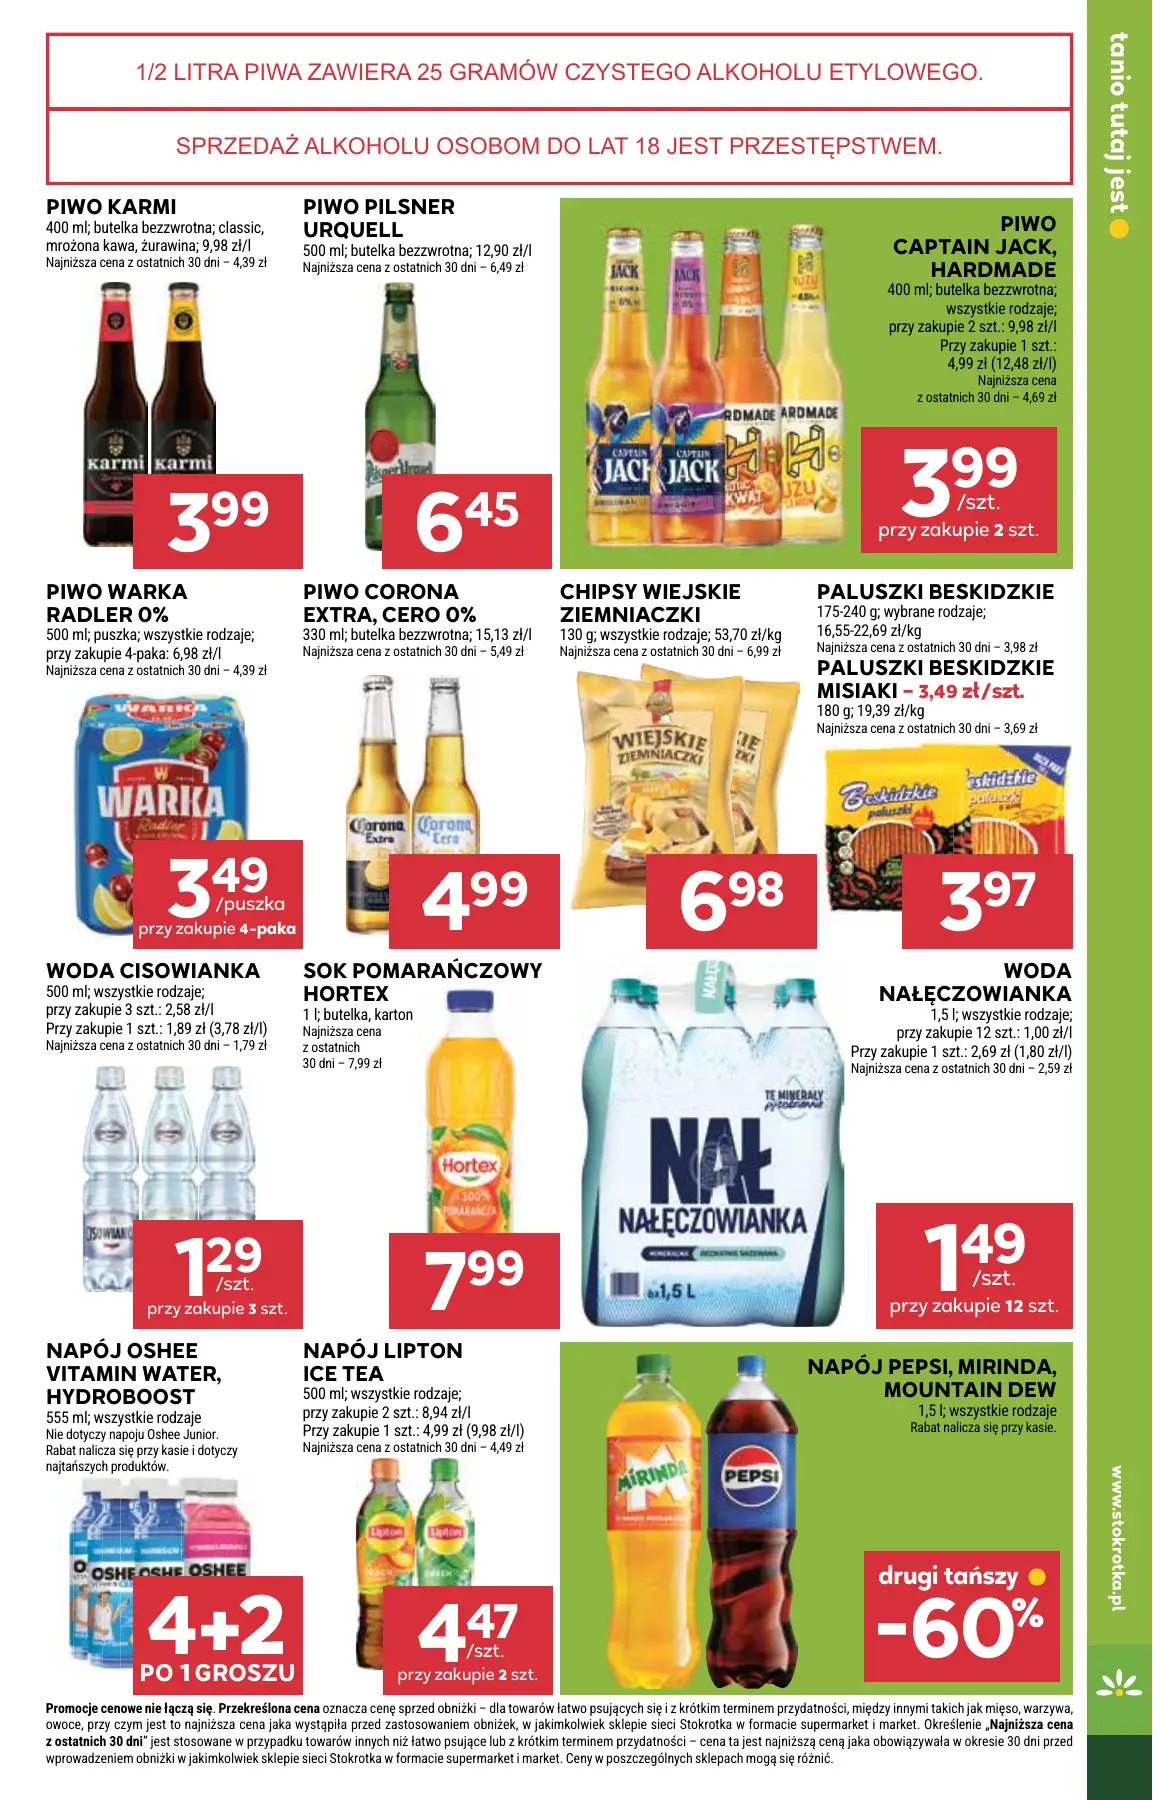 1/2 LITRA PIWA ZAWIERA 25 GRAMÓW CZYSTEGO ALKOHOLU ETYLOWEGO.
SPRZEDAŻ ALKOHOLU OSOBOM DO LAT 18 JEST PRZESTĘPSTWEM.
tanio tutaj jest
PIWO KARMI
400 ml; butelka bezzwrotna; classic,
mrożona kawa, żurawina; 9,98 zł/l
Najniższa cena z ostatnich 30 dni – 4,39 zł
karmi
karmi
3 99
PIWO PILSNER
URQUELL
500 ml; butelka bezzwrotna; 12,90 zł/l
Najniższa cena z ostatnich 30 dni – 6,49 zł
Pilsner Urquell
6 45
PIWO
CAPTAIN JACK,
HARDMADE
400 ml; butelka bezzwrotna;
wszystkie rodzaje;
przy zakupie 2 szt.: 9,98 zł/l
Przy zakupie 1 szt.:
4,99 zł (12,48 zł/l)
Najniższa cena
z ostatnich 30 dni – 4,69 zł
CAPTAIN
JACK
CAPTAIN
JACK
RDMADE
ARDMADE
3 99
/szt.
przy zakupie 2 szt.
PIWO WARKA
RADLER 0%
500 ml; puszka; wszystkie rodzaje;
przy zakupie 4-paka: 6,98 zł/l
Najniższa cena z ostatnich 30 dni – 4,39 zł
WARKA
WARKA
Radler
3 49
/puszka
przy zakupie 4-paka
PIWO CORONA
EXTRA, CERO 0%
330 ml; butelka bezzwrotna; 15,13 zł/l
Najniższa cena z ostatnich 30 dni – 5,49 zł
Corona
Extra
Corona
Cero
4 99
CHIPSY WIEJSKIE
ZIEMNIACZKI
130 g; wszystkie rodzaje; 53,70 zł/kg
Najniższa cena z ostatnich 30 dni – 6,99 zł
WIEJSKIE
ZIEMNIACZKI
6 98
PALUSZKI BESKIDZKIE
175-240 g; wybrane rodzaje;
16,55-22,69 zł/kg
Najniższa cena z ostatnich 30 dni – 3,98 zł
PALUSZKI BESKIDZKIE
MISIAKI – 3,49 zł/szt.
180 g; 19,39 zł/kg
Najniższa cena z ostatnich 30 dni – 3,69 zł
Beskidzkie
paluszki
eskidzkie
paluszki
3 97
WODA CISOWIANKA
500 ml; wszystkie rodzaje;
przy zakupie 3 szt.: 2,58 zł/l
Przy zakupie 1 szt.: 1,89 zł (3,78 zł/l)
Najniższa cena z ostatnich 30 dni – 1,79 zł
1 29
/szt.
przy zakupie 3 szt.
SOK POMARAŃCZOWY
HORTEX
1 l; butelka, karton
Najniższa cena
z ostatnich
30 dni – 7,99 zł
Hortex
100%
POMARAŃCZA
7 99
WODA
NAŁĘCZOWIANKA
1,5 l; wszystkie rodzaje;
przy zakupie 12 szt.: 1,00 zł/l
Przy zakupie 1 szt.: 2,69 zł (1,80 zł/l)
Najniższa cena z ostatnich 30 dni – 2,59 zł
TE MINERAŁY
NAŁ
NAŁĘCZOWIANKA
6x1,5 L
1 49
/szt.
przy zakupie 12 szt.
NAPÓJ OSHEE
VITAMIN WATER,
HYDROBOOST
555 ml; wszystkie rodzaje
Nie dotyczy napoju Oshee Junior.
Rabat nalicza się przy kasie i dotyczy
najtańszych produktów.
OSHEE
OSHEE
4+2
PO 1 GROSZU
NAPÓJ LIPTON
ICE TEA
500 ml; wszystkie rodzaje;
przy zakupie 2 szt.: 8,94 zł/l
Przy zakupie 1 szt.: 4,99 zł (9,98 zł/l)
Najniższa cena z ostatnich 30 dni – 4,49 zł
Lipton
Lipton
GREEN
4 47
/szt.
przy zakupie 2 szt.
NAPÓJ PEPSI, MIRINDA,
MOUNTAIN DEW
1,5 l; wszystkie rodzaje
Rabat nalicza się przy kasie.
MIRINDA
PEPSI
drugi tańszy
-60%
www.stokrotka.pl
Promocje cenowe nie łączą się. Przekreślona cena oznacza cenę sprzed obniżki – dla towarów łatwo psujących się i z krótkim terminem przydatności, między innymi takich jak mięso, warzywa,
owoce, przy czym jest to najniższa cena jaka wystąpiła przed zastosowaniem obniżek, w jakimkolwiek sklepie sieci Stokrotka w formacie supermarket i market. Określenie „Najniższa cena
z ostatnich 30 dni” jest stosowane w przypadku towarów innych niż łatwo psujące lub z krótkim terminem przydatności – cena ta jest najniższą ceną jaka obowiązywała w okresie 30 dni przed
wprowadzeniem obniżki w jakimkolwiek sklepie sieci Stokrotka w formacie supermarket i market. Ceny w poszczególnych sklepach mogą się różnić.